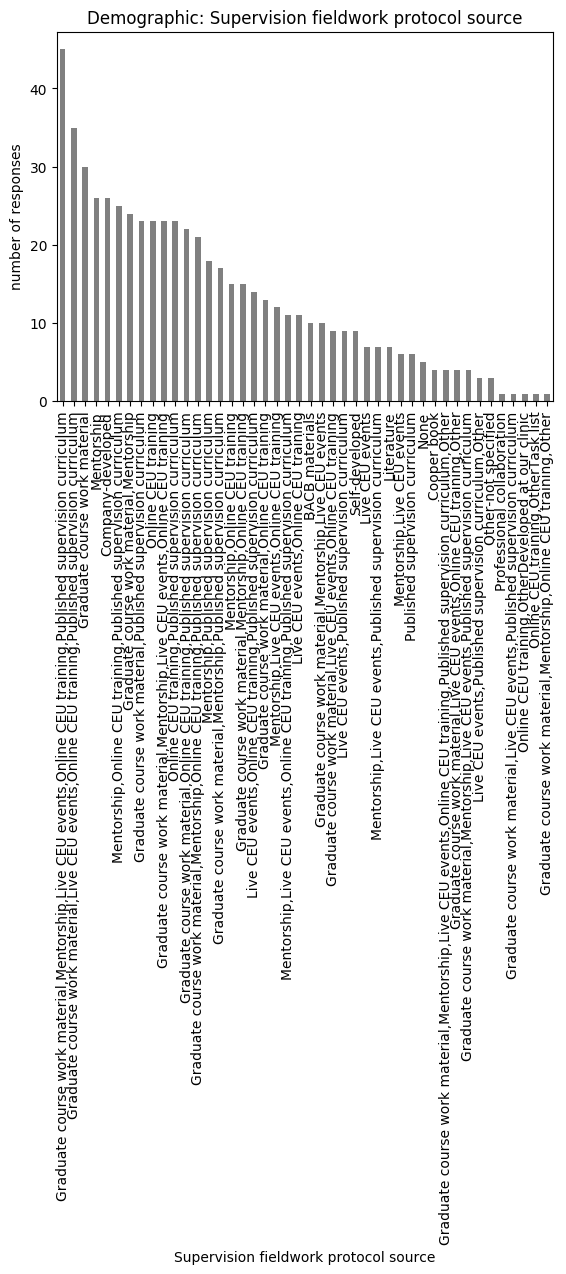 Demographic: Supervision fieldwork protocol source
number of responses
40
30
20
10
0
Graduate course work material,Mentorship,Live CEU events,Online CEU training,Published supervision curriculum
Graduate course work material,Live CEU events,Online CEU training,Published supervision curriculum
Graduate course work material
Mentorship
Company-developed
Mentorship,Online CEU training,Published supervision curriculum
Graduate course work material,Mentorship
Graduate course work material,Published supervision curriculum
Online CEU training
Graduate course work material,Mentorship,Live CEU events,Online CEU training
Online CEU training,Published supervision curriculum
Graduate course work material,Online CEU training,Published supervision curriculum
Graduate course work material,Mentorship,Online CEU training,Published supervision curriculum
Mentorship,Published supervision curriculum
Graduate course work material,Mentorship,Published supervision curriculum
Mentorship,Online CEU training
Graduate course work material,Mentorship,Online CEU training
Live CEU events,Online CEU training,Published supervision curriculum
Graduate course work material,Online CEU training
Mentorship,Live CEU events,Online CEU training
Mentorship,Live CEU events,Online CEU training,Published supervision curriculum
Live CEU events,Online CEU training
BACB materials
Graduate course work material,Mentorship,Live CEU events
Graduate course work material,Live CEU events,Online CEU training
Live CEU events,Published supervision curriculum
Self-developed
Live CEU events
Mentorship,Live CEU events,Published supervision curriculum
Literature
Mentorship,Live CEU events
Published supervision curriculum
None
Cooper book
Graduate course work material,Mentorship,Live CEU events,Online CEU training,Published supervision curriculum,Other
Graduate course work material,Live CEU events,Online CEU training,Other
Graduate course work material,Mentorship,Live CEU events,Published supervision curriculum
Live CEU events,Published supervision curriculum,Other
Other-not specified
Professional collaboration
Graduate course work material,Live CEU events,Published supervision curriculum
Online CEU training,OtherDeveloped at our clinic
Online CEU training,OtherTask list
Graduate course work material,Mentorship,Online CEU training,Other
Supervision fieldwork protocol source